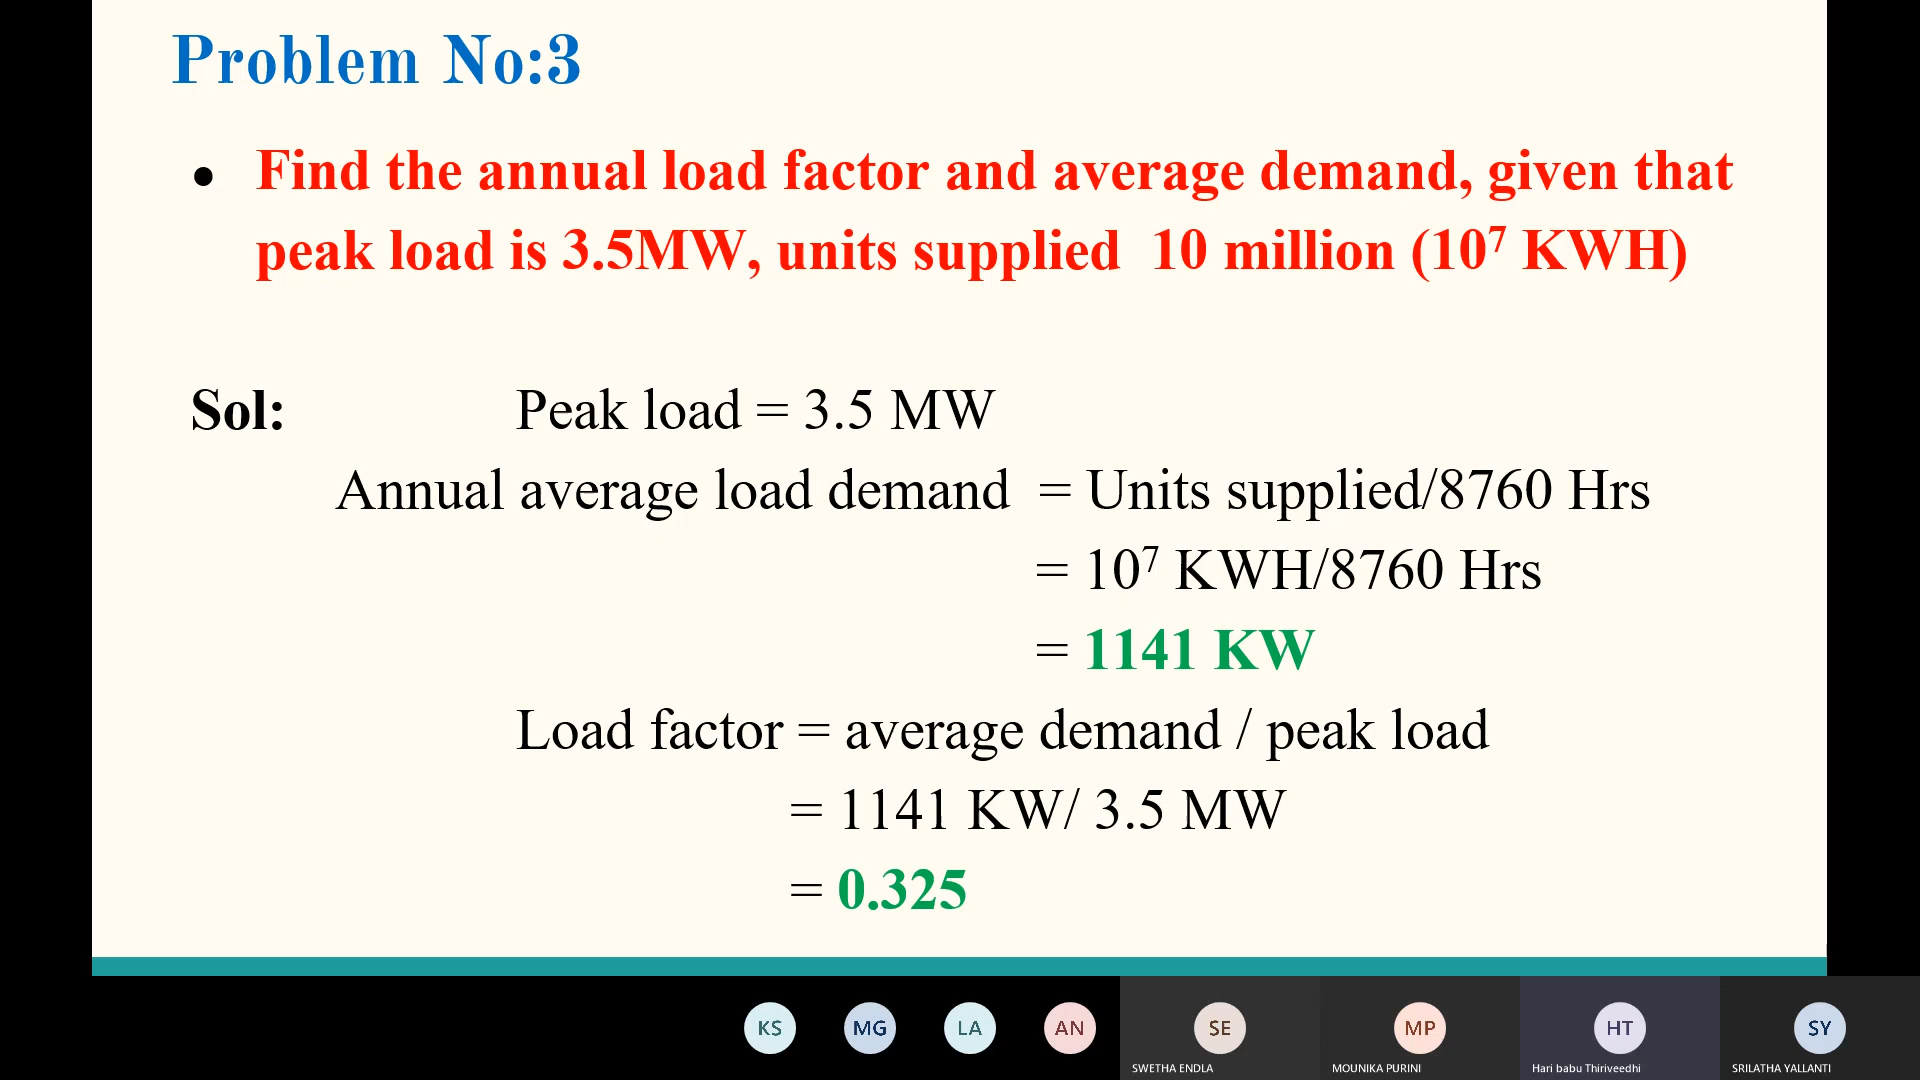 Problem No:3
● Find the annual load factor and average demand, given that
peak load is 3.5MW, units supplied 10 million (10⁷ KWH)
Sol: Peak load = 3.5 MW
Annual average load demand = Units supplied/8760 Hrs
= 10⁷ KWH/8760 Hrs
= 1141 KW
Load factor = average demand / peak load
= 1141 KW/ 3.5 MW
= 0.325
KS MG LA AN SE MP HT SY
SWETHA ENDLA MOUNIKA PURINI Hari babu Thiriveedhi SRILATHA YALLANTI